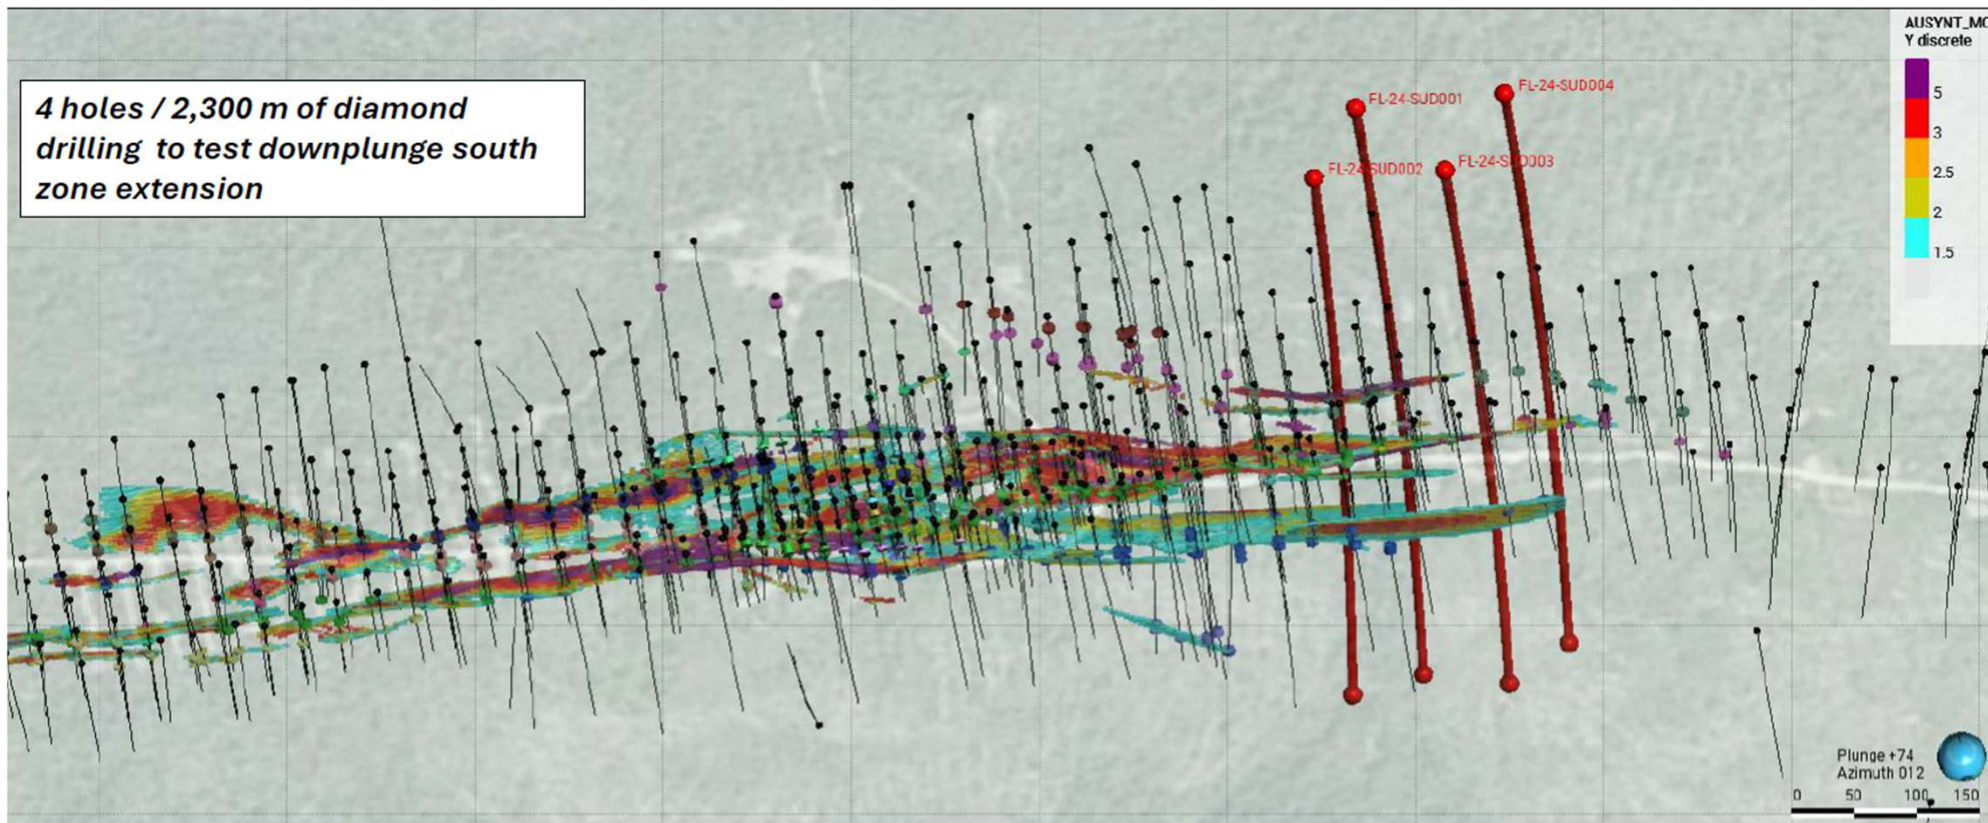 4 holes / 2,300 m of diamond
drilling to test downplunge south
zone extension
FL-24-SUD001
FL-24-SUD004
FL-24-SUD002
FL-24-SUD003
AUSYNT_MC
Y discrete
5
3
2.5
2
1.5
Plunge +74
Azimuth 012
0 50 100 150